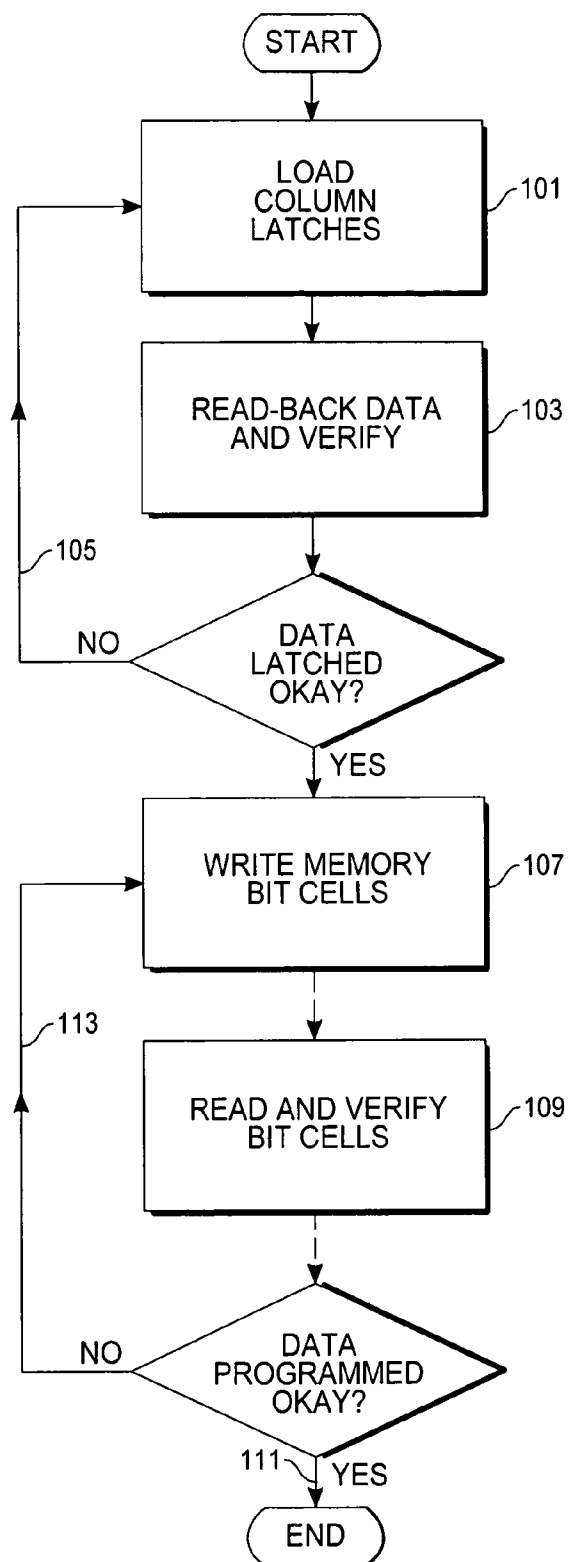 START
LOAD
COLUMN
LATCHES
101
READ-BACK DATA
AND VERIFY
103
105
NO
DATA
LATCHED
OKAY?
YES
WRITE MEMORY
BIT CELLS
107
113
READ AND VERIFY
BIT CELLS
109
NO
DATA
PROGRAMMED
OKAY?
111
YES
END